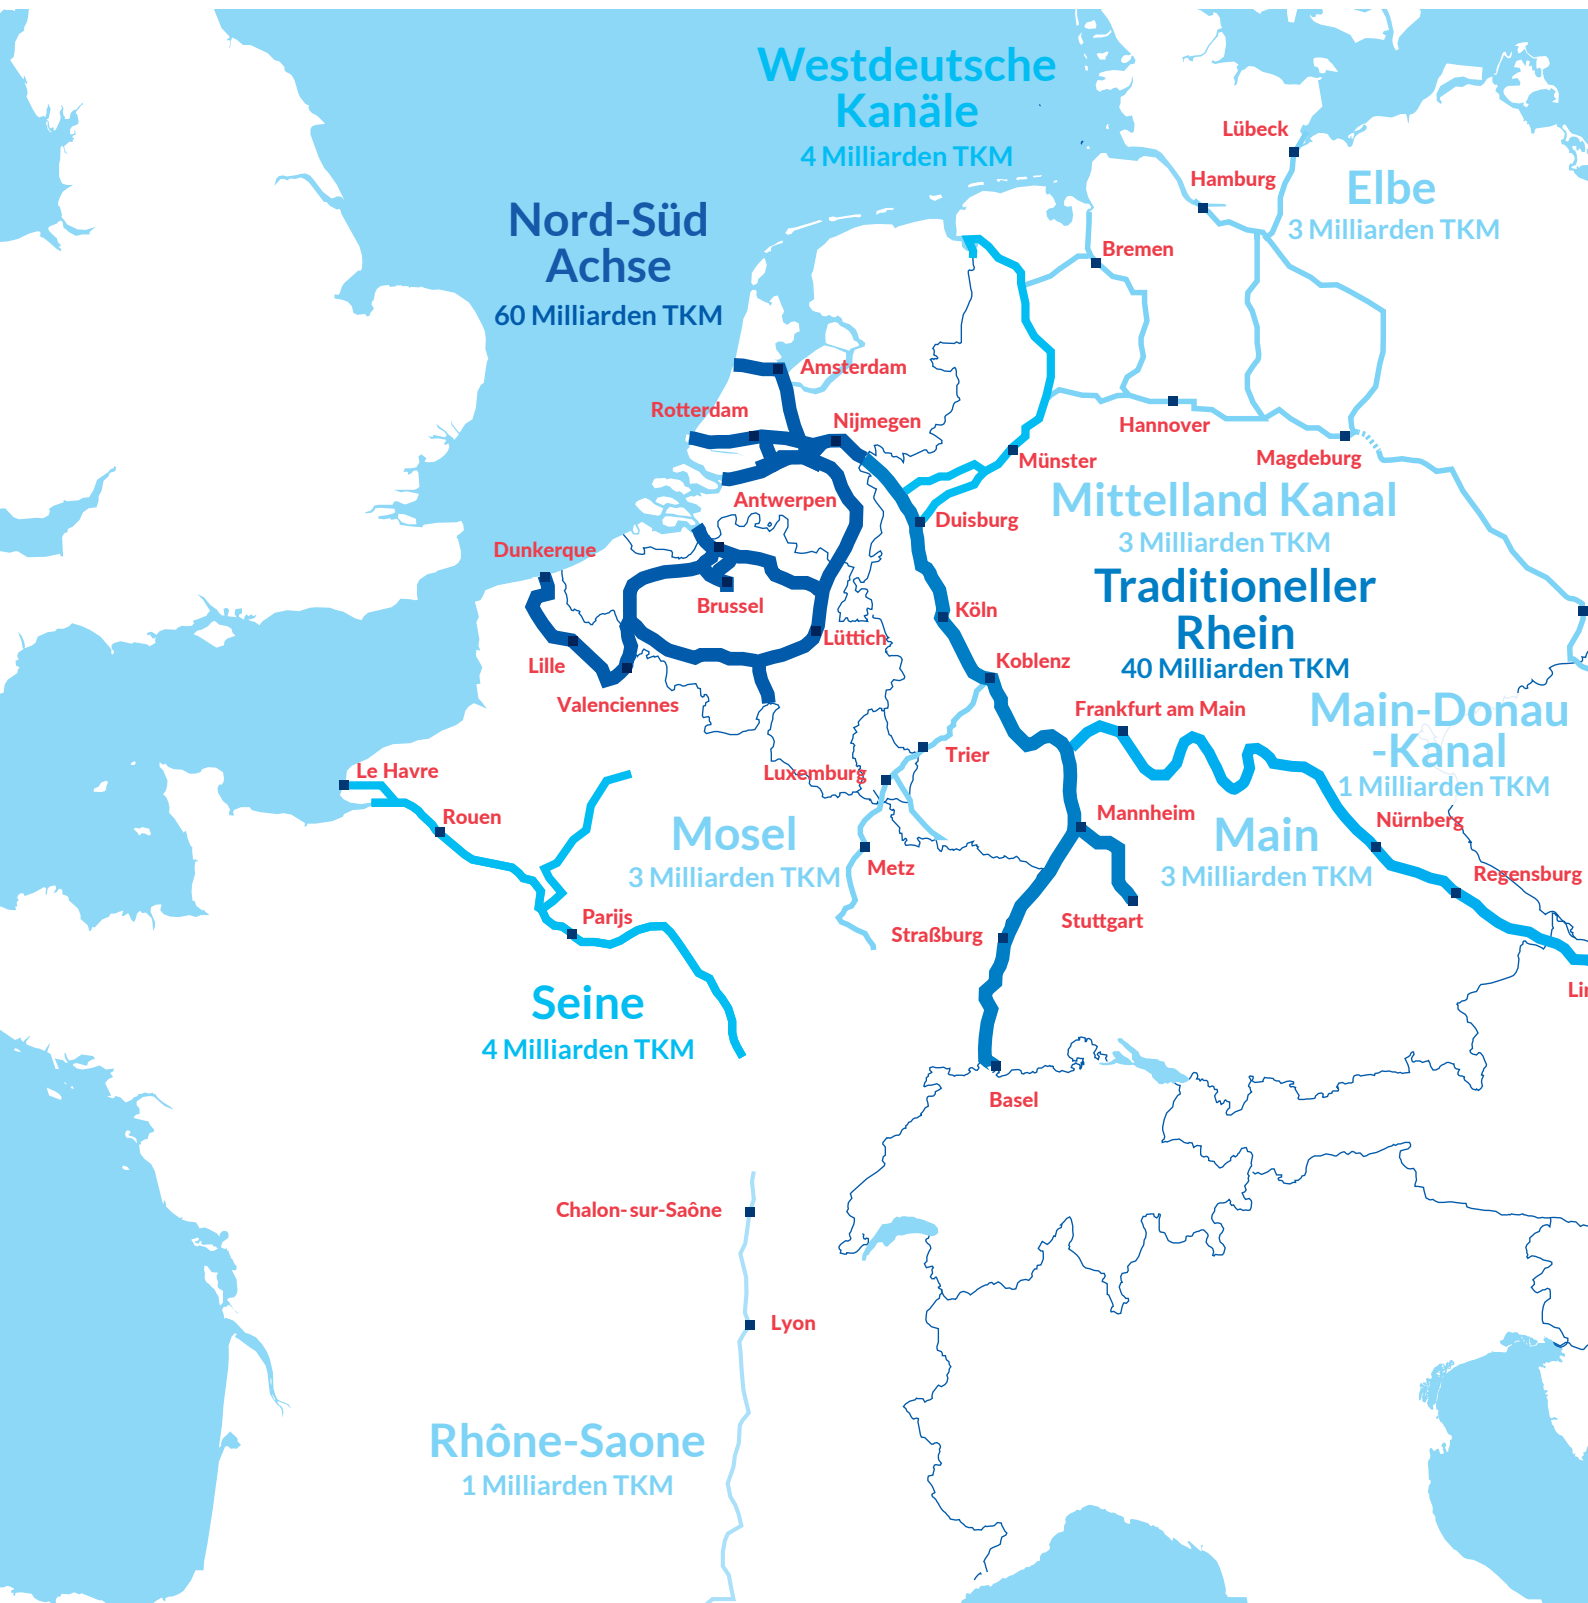 Westdeutsche
Kanäle
4 Milliarden TKM
Lübeck
Hamburg
Elbe
3 Milliarden TKM
Nord-Süd
Achse
60 Milliarden TKM
Bremen
Amsterdam
Rotterdam
Nijmegen
Hannover
Münster
Magdeburg
Antwerpen
Mittelland Kanal
3 Milliarden TKM
Duisburg
Dunkerque
Traditioneller
Rhein
40 Milliarden TKM
Brussel
Köln
Lüttich
Lille
Koblenz
Valenciennes
Frankfurt am Main
Main-Donau
-Kanal
1 Milliarden TKM
Trier
Luxemburg
Le Havre
Rouen
Mannheim
Nürnberg
Mosel
3 Milliarden TKM
Main
3 Milliarden TKM
Metz
Regensburg
Parijs
Stuttgart
Straßburg
Seine
4 Milliarden TKM
Basel
Chalon-sur-Saône
Lyon
Rhône-Saone
1 Milliarden TKM